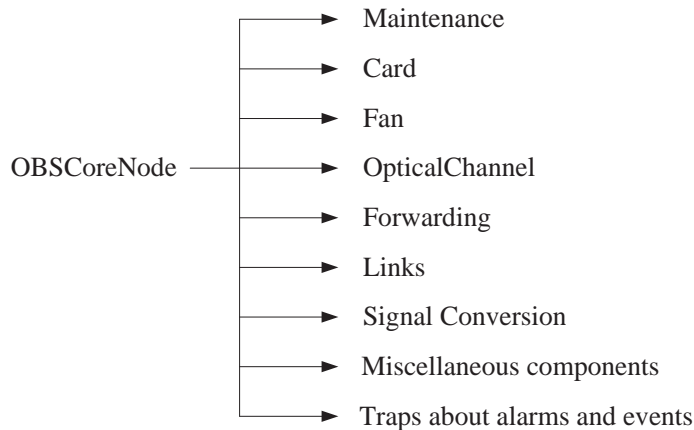 Maintenance
Card
Fan
OBSCoreNode
OpticalChannel
Forwarding
Links
Signal Conversion
Miscellaneous components
Traps about alarms and events